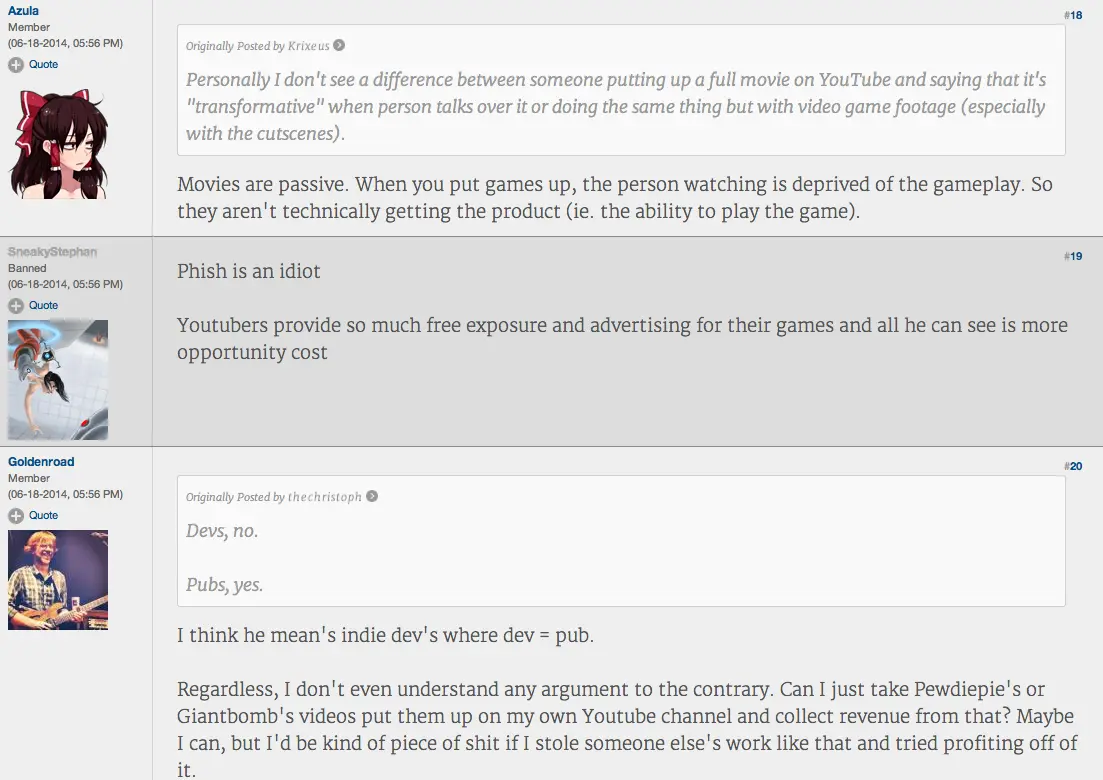 Azula
Member
(06-18-2014, 05:56 PM)
Quote
#18
Originally Posted by Krixeus
Personally I don't see a difference between someone putting up a full movie on YouTube and saying that it's
"transformative" when person talks over it or doing the same thing but with video game footage (especially
with the cutscenes).
Movies are passive. When you put games up, the person watching is deprived of the gameplay. So
they aren't technically getting the product (ie. the ability to play the game).
SneakyStephan
Banned
(06-18-2014, 05:56 PM)
Quote
#19
Phish is an idiot
Youtubers provide so much free exposure and advertising for their games and all he can see is more
opportunity cost
Goldenroad
Member
(06-18-2014, 05:56 PM)
Quote
#20
Originally Posted by thechristoph
Devs, no.
Pubs, yes.
I think he mean's indie dev's where dev = pub.
Regardless, I don't even understand any argument to the contrary. Can I just take Pewdiepie's or
Giantbomb's videos put them up on my own Youtube channel and collect revenue from that? Maybe
I can, but I'd be kind of piece of shit if I stole someone else's work like that and tried profiting off of
it.